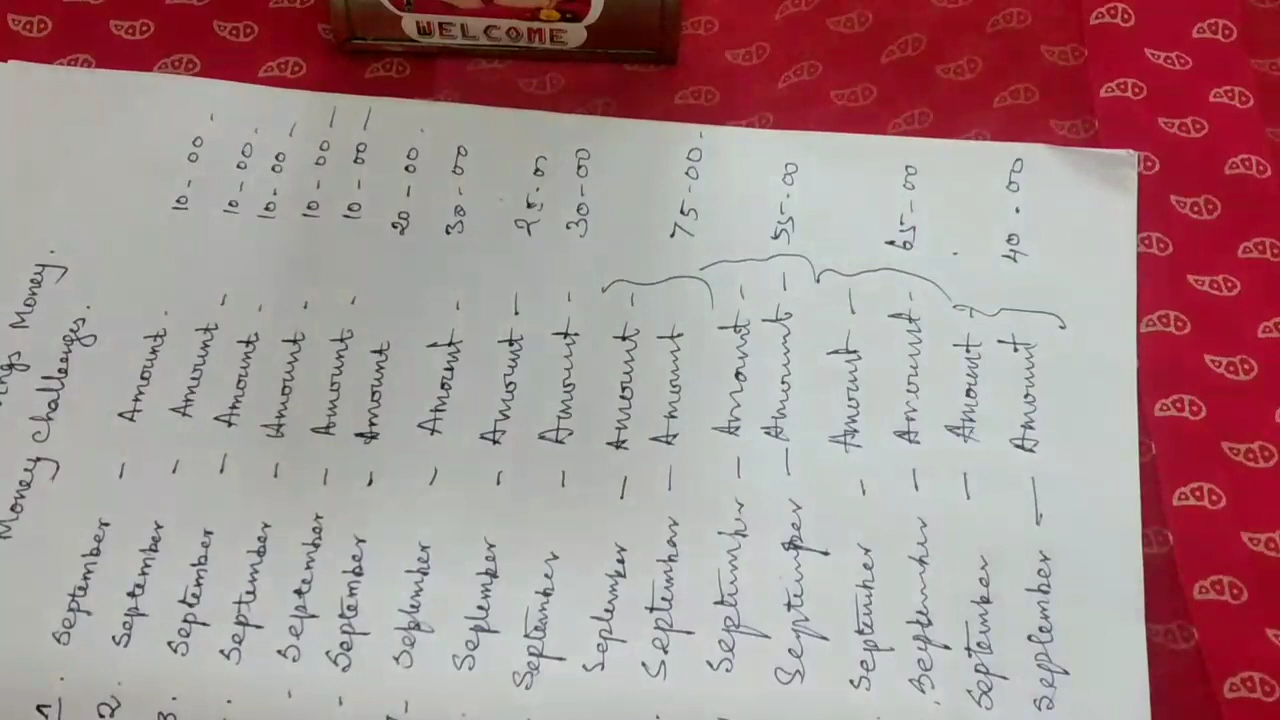 WELCOME
Money.
Money Challenges.
1. September - Amount. 10-00 -
2. September - Amount - 10-00.
3. September - Amount - 10-00 -
September - Amount - 10-00 -
September - Amount - 10-00 -
September - Amount 20-00.
September - Amount - 30-00
September - Amount - 25.00
September - Amount - 30-00
September - Amount -
September - Amount 75-00-
September - Amount -
September - Amount - 55-00
September - Amount -
September - Amount - 65-00
September - Amount
September - Amount 40.00